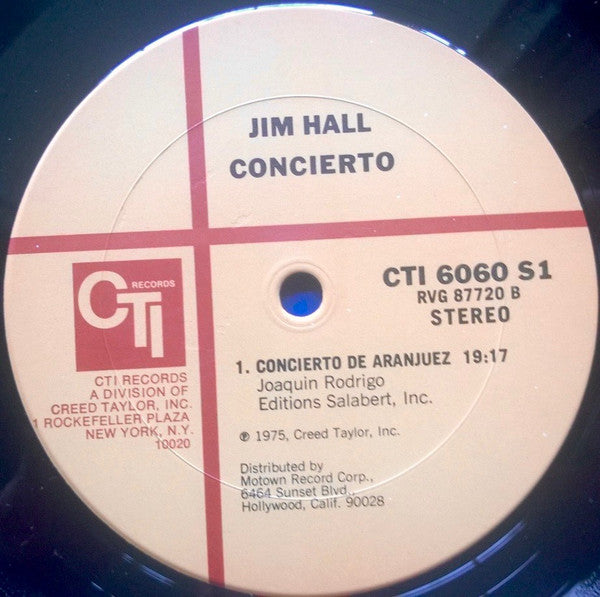 JIM HALL
CONCIERTO
CTI
RECORDS
CTI RECORDS
A DIVISION OF
CREED TAYLOR, INC.
1 ROCKEFELLER PLAZA
NEW YORK, N.Y.
10020
CTI 6060 S1
RVG 87720 B
STEREO
1. CONCIERTO DE ARANJUEZ 19:17
Joaquin Rodrigo
Editions Salabert, Inc.
℗ 1975, Creed Taylor, Inc.
Distributed by
Motown Record Corp.,
6464 Sunset Blvd.,
Hollywood, Calif. 90028